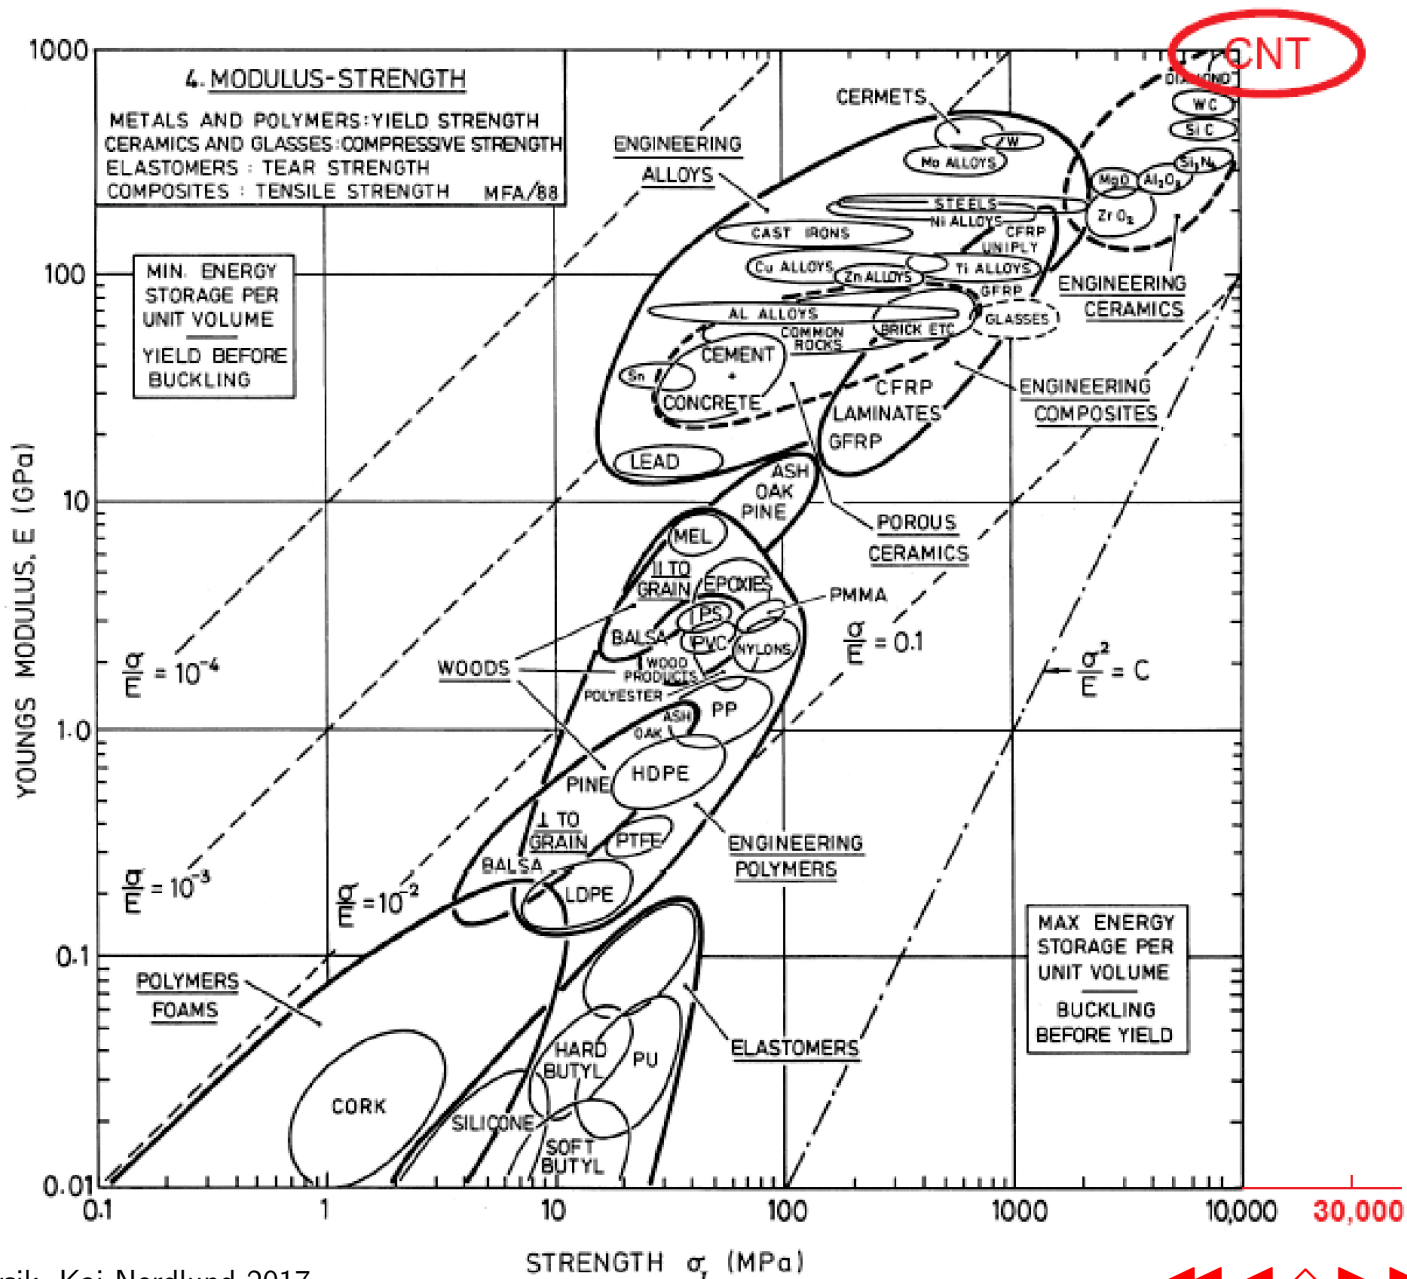 CNT
1000
4. MODULUS-STRENGTH
METALS AND POLYMERS:YIELD STRENGTH
CERAMICS AND GLASSES:COMPRESSIVE STRENGTH
ELASTOMERS : TEAR STRENGTH
COMPOSITES : TENSILE STRENGTH MFA/88
ENGINEERING
ALLOYS
CERMETS
W
Mo ALLOYS
DIAMOND
WC
SiC
Si₃N₄
MgO
Al₂O₃
ZrO₂
STEELS
Ni ALLOYS
CFRP
UNIPLY
CAST IRONS
Cu ALLOYS
Zn ALLOYS
Ti ALLOYS
GFRP
100
MIN. ENERGY
STORAGE PER
UNIT VOLUME
YIELD BEFORE
BUCKLING
ENGINEERING
CERAMICS
AL ALLOYS
BRICK ETC
GLASSES
COMMON
ROCKS
CEMENT
+
CONCRETE
Sn
CFRP
LAMINATES
GFRP
ENGINEERING
COMPOSITES
LEAD
ASH
OAK
PINE
10
POROUS
CERAMICS
MEL
|| TO
GRAIN
EPOXIES
PMMA
PS
BALSA
PVC
NYLONS
WOOD
PRODUCTS
POLYESTER
WOODS
σ/E = 10⁻⁴
σ/E = 0.1
σ²/E = C
YOUNGS MODULUS, E (GPa)
1.0
PP
ASH
OAK
HDPE
PINE
⊥ TO
GRAIN
PTFE
BALSA
LDPE
ENGINEERING
POLYMERS
σ/E = 10⁻³
σ/E = 10⁻²
0.1
MAX ENERGY
STORAGE PER
UNIT VOLUME
BUCKLING
BEFORE YIELD
POLYMERS
FOAMS
ELASTOMERS
HARD
BUTYL
PU
CORK
SILICONE
SOFT
BUTYL
0.01
0.1 1 10 100 1000 10,000 30,000
STRENGTH σf (MPa)
Kai Nordlund 2017